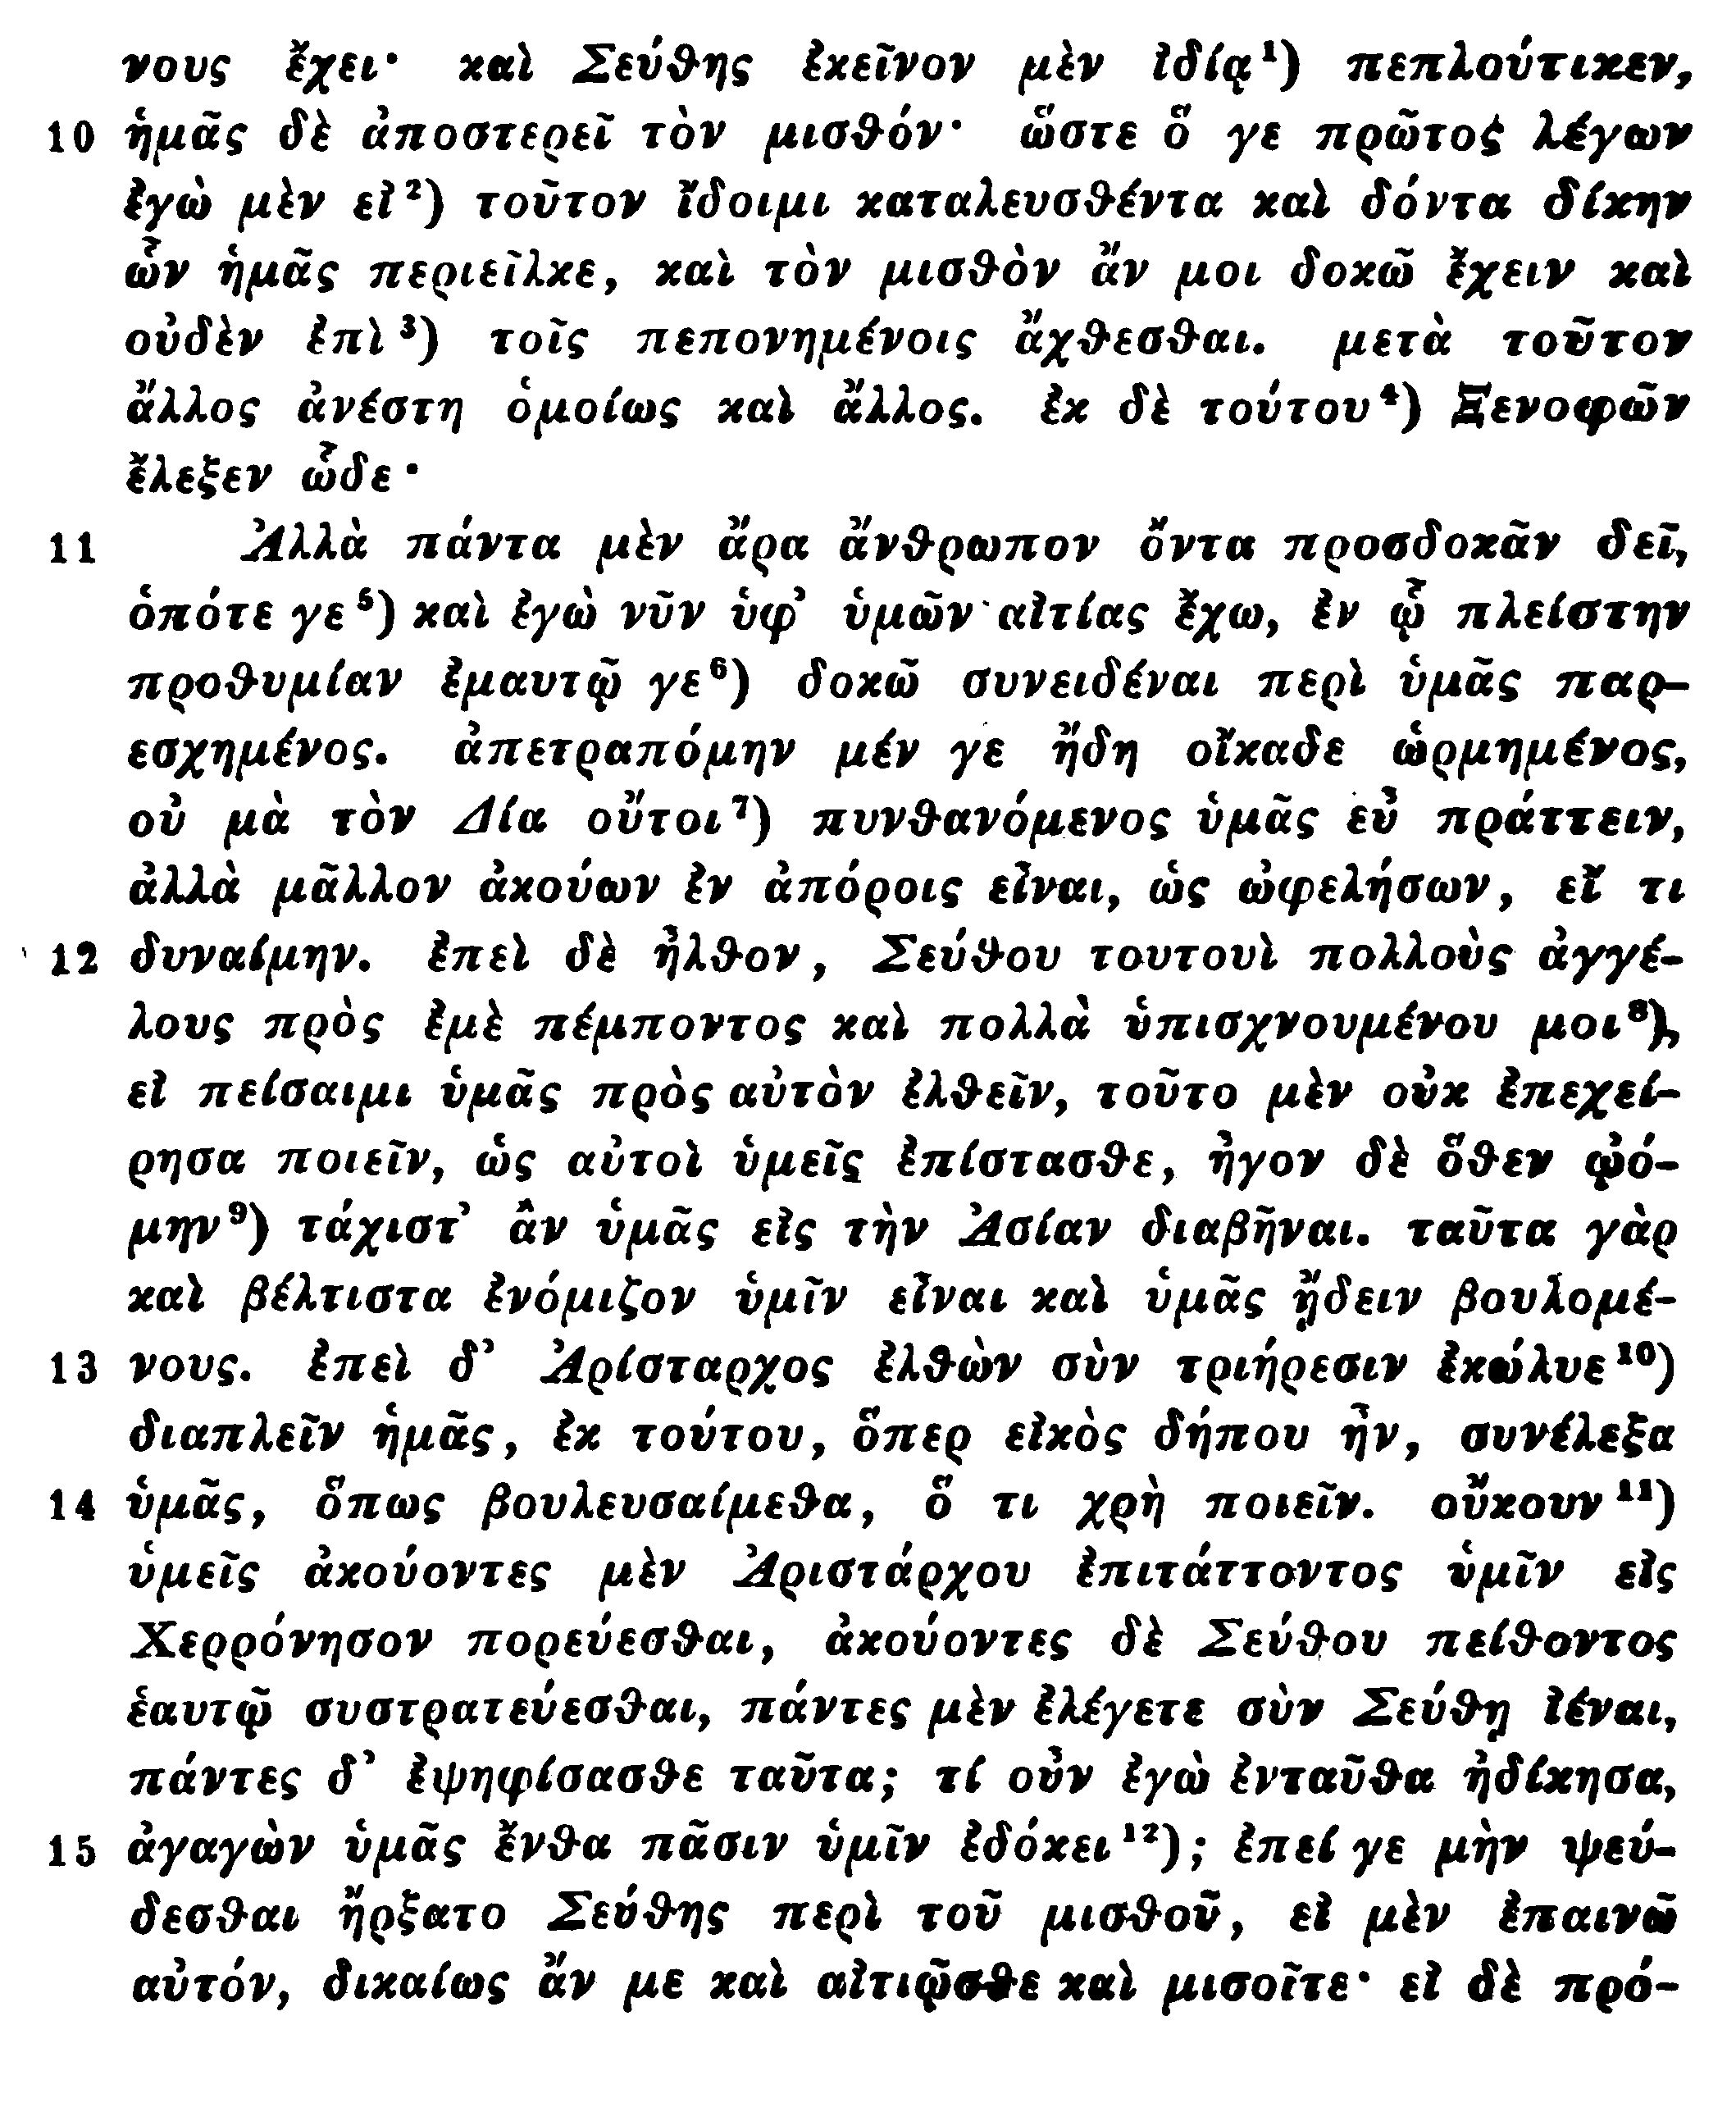 νους ἔχει· καὶ Σεύθης ἐκεῖνον μὲν ἰδίᾳ¹) πεπλούτικεν,
10 ἡμᾶς δὲ ἀποστερεῖ τὸν μισθόν· ὥστε ὅ γε πρῶτος λέγων
ἐγὼ μὲν εἰ²) τοῦτον ἴδοιμι καταλευσθέντα καὶ δόντα δίκην
ὧν ἡμᾶς περιεῖλκε, καὶ τὸν μισθὸν ἄν μοι δοκῶ ἔχειν καὶ
οὐδὲν ἐπὶ³) τοῖς πεπονημένοις ἄχθεσθαι. μετὰ τοῦτον
ἄλλος ἀνέστη ὁμοίως καὶ ἄλλος. ἐκ δὲ τούτου⁴) Ξενοφῶν
ἔλεξεν ὧδε·
11 Ἀλλὰ πάντα μὲν ἄρα ἄνθρωπον ὄντα προσδοκᾶν δεῖ,
ὁπότε γε⁵) καὶ ἐγὼ νῦν ὑφ’ ὑμῶν αἰτίας ἔχω, ἐν ᾧ πλείστην
προθυμίαν ἐμαυτῷ γε⁶) δοκῶ συνειδέναι περὶ ὑμᾶς παρ-
εσχημένος. ἀπετραπόμην μέν γε ἤδη οἴκαδε ὡρμημένος,
οὐ μὰ τὸν Δία οὔτοι⁷) πυνθανόμενος ὑμᾶς εὖ πράττειν,
ἀλλὰ μᾶλλον ἀκούων ἐν ἀπόροις εἶναι, ὡς ὠφελήσων, εἴ τι
12 δυναίμην. ἐπεὶ δὲ ἦλθον, Σεύθου τουτουὶ πολλοὺς ἀγγέ-
λους πρὸς ἐμὲ πέμποντος καὶ πολλὰ ὑπισχνουμένου μοι⁸),
εἰ πείσαιμι ὑμᾶς πρὸς αὐτὸν ἐλθεῖν, τοῦτο μὲν οὐκ ἐπεχεί-
ρησα ποιεῖν, ὡς αὐτοὶ ὑμεῖς ἐπίστασθε, ἦγον δὲ ὅθεν ᾠό-
μην⁹) τάχιστ’ ἂν ὑμᾶς εἰς τὴν Ἀσίαν διαβῆναι. ταῦτα γὰρ
καὶ βέλτιστα ἐνόμιζον ὑμῖν εἶναι καὶ ὑμᾶς ᾔδειν βουλομέ-
13 νους. ἐπεὶ δ’ Ἀρίσταρχος ἐλθὼν σὺν τριήρεσιν ἐκώλυε¹⁰)
διαπλεῖν ἡμᾶς, ἐκ τούτου, ὅπερ εἰκὸς δήπου ἦν, συνέλεξα
14 ὑμᾶς, ὅπως βουλευσαίμεθα, ὅ τι χρὴ ποιεῖν. οὔκουν¹¹)
ὑμεῖς ἀκούοντες μὲν Ἀριστάρχου ἐπιτάττοντος ὑμῖν εἰς
Χερρόνησον πορεύεσθαι, ἀκούοντες δὲ Σεύθου πείθοντος
ἑαυτῷ συστρατεύεσθαι, πάντες μὲν ἐλέγετε σὺν Σεύθῃ ἰέναι,
πάντες δ’ ἐψηφίσασθε ταῦτα; τί οὖν ἐγὼ ἐνταῦθα ἠδίκησα,
15 ἀγαγὼν ὑμᾶς ἔνθα πᾶσιν ὑμῖν ἐδόκει¹²); ἐπεί γε μὴν ψεύ-
δεσθαι ἤρξατο Σεύθης περὶ τοῦ μισθοῦ, εἰ μὲν ἐπαινῶ
αὐτόν, δικαίως ἄν με καὶ αἰτιῷσθε καὶ μισοῖτε· εἰ δὲ πρό-